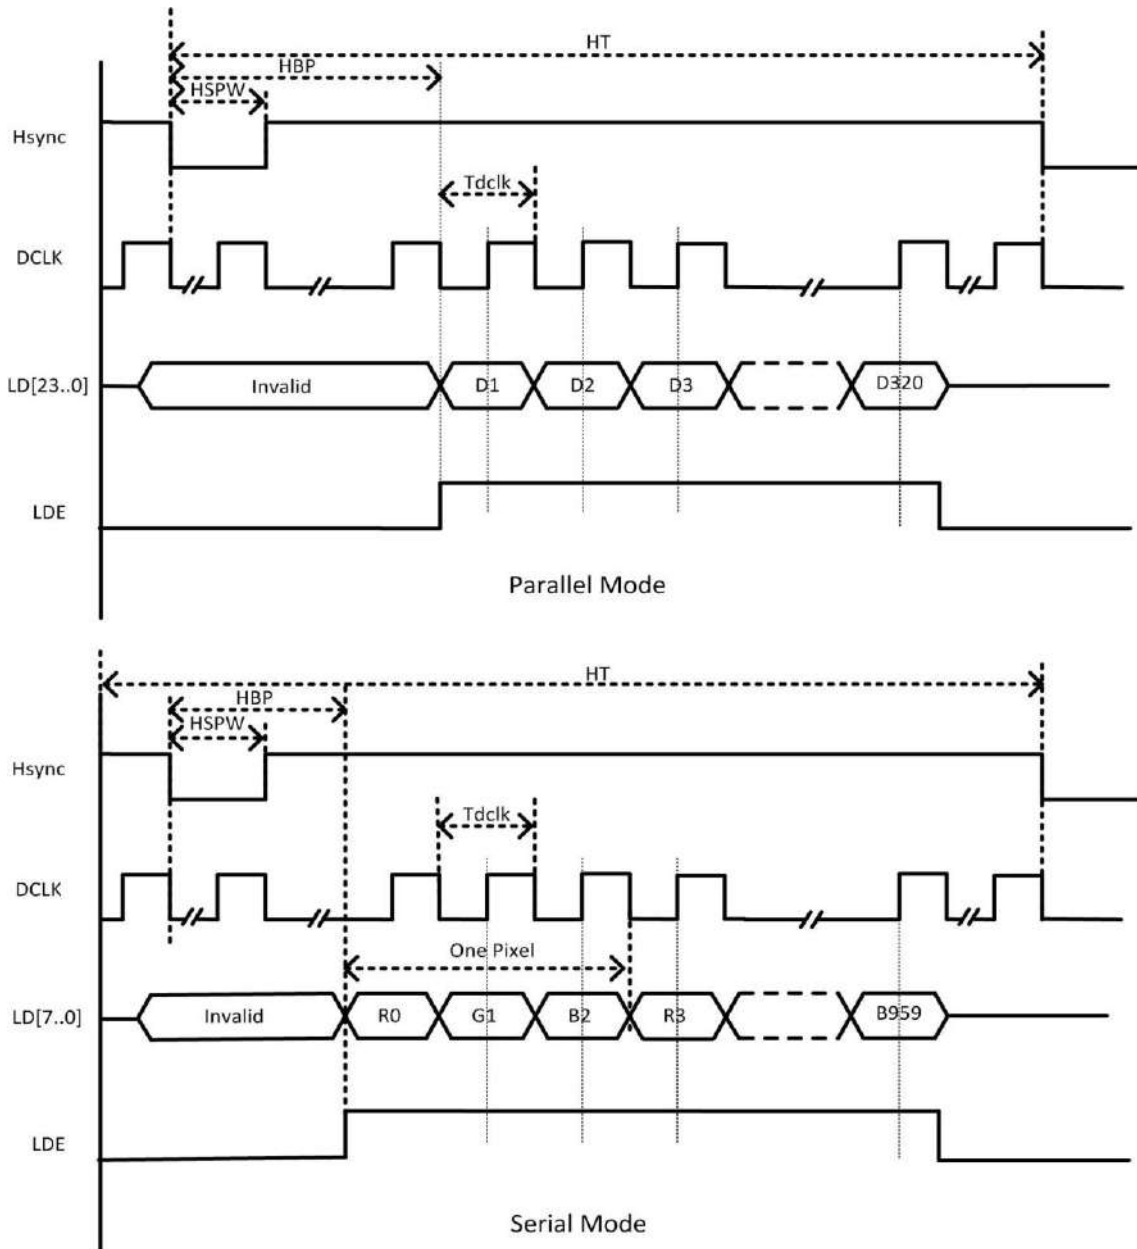 HT
HBP
HSPW
Hsync
Tdclk
DCLK
LD[23..0] Invalid D1 D2 D3 D320
LDE
Parallel Mode
HT
HBP
HSPW
Hsync
Tdclk
DCLK
One Pixel
LD[7..0] Invalid R0 G1 B2 R3 B959
LDE
Serial Mode